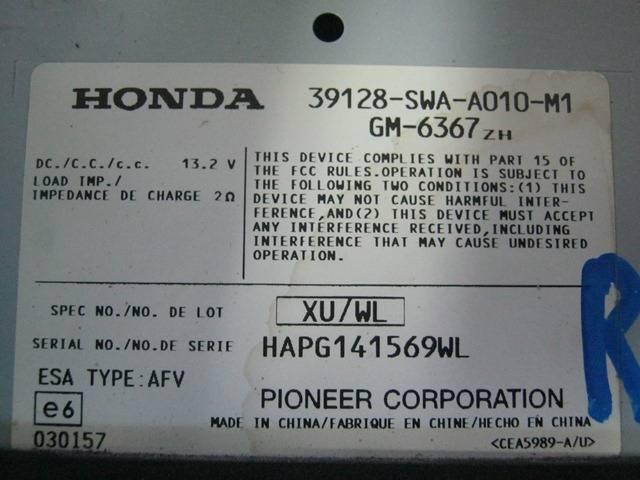 HONDA 39128-SWA-A010-M1
GM-6367 ZH
DC./C.C./c.c. 13.2 V
LOAD IMP./
IMPEDANCE DE CHARGE 2Ω
THIS DEVICE COMPLIES WITH PART 15 OF
THE FCC RULES.OPERATION IS SUBJECT TO
THE FOLLOWING TWO CONDITIONS:(1) THIS
DEVICE MAY NOT CAUSE HARMFUL INTER-
FERENCE,AND(2) THIS DEVICE MUST ACCEPT
ANY INTERFERENCE RECEIVED,INCLUDING
INTERFERENCE THAT MAY CAUSE UNDESTRED
OPERATION.
SPEC NO./NO. DE LOT XU/WL
SERIAL NO./NO.DE SERIE HAPG141569WL
ESA TYPE:AFV
e6
030157
PIONEER CORPORATION
MADE IN CHINA/FABRIQUE EN CHINE/HECHO EN CHINA
<CEA5989-A/U>
R